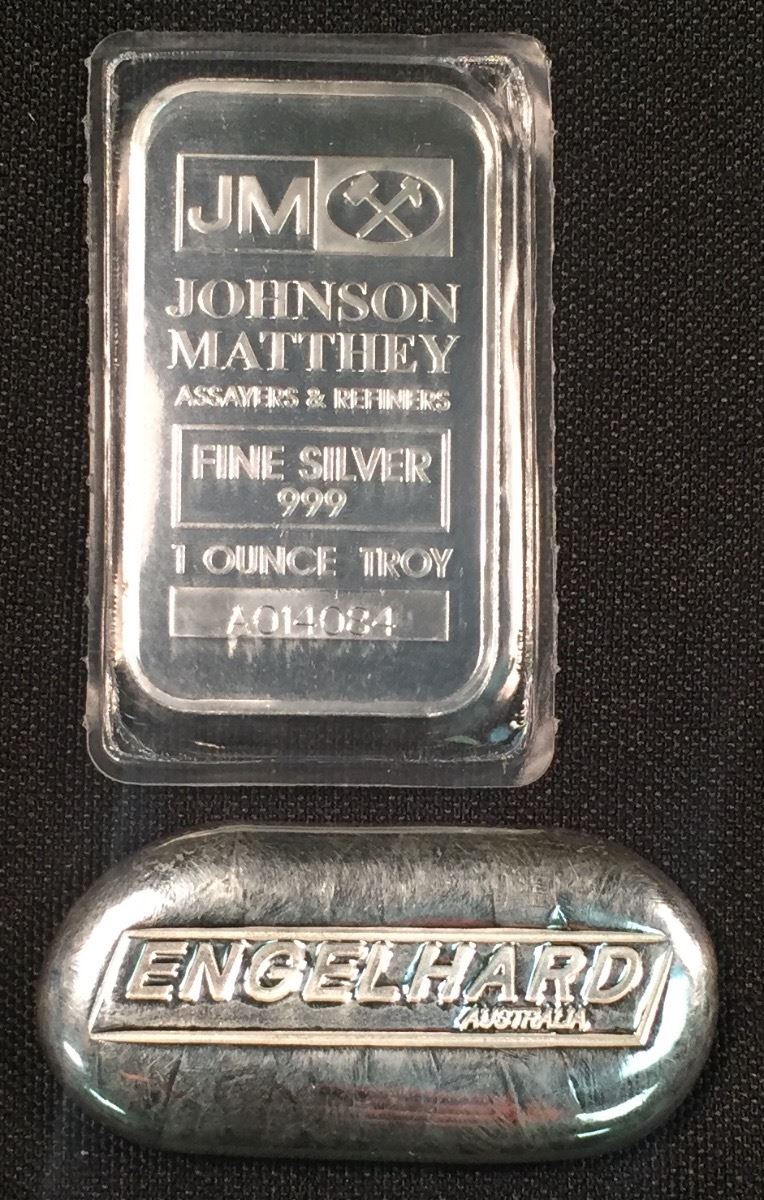 JM
JOHNSON
MATTHEY
ASSAYERS & REFINERS
FINE SILVER
999
1 OUNCE TROY
A014084
ENGELHARD
AUSTRALIA